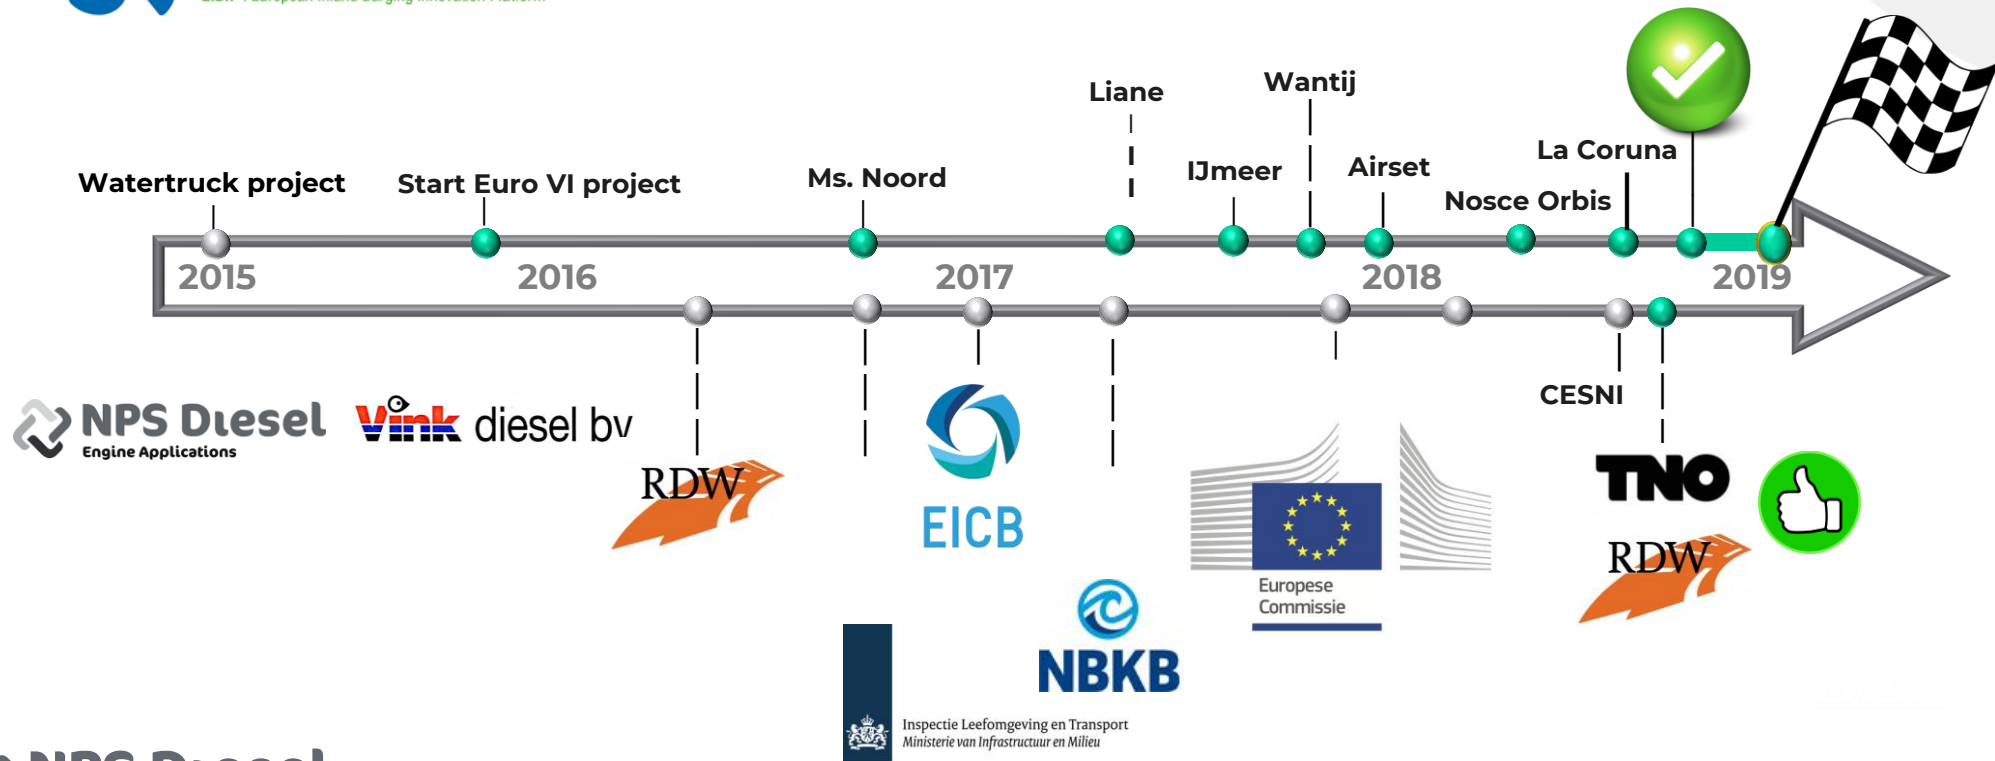 Liane
Wantij
La Coruna
Watertruck project
Start Euro VI project
Ms. Noord
IJmeer
Airset
Nosce Orbis
2015
2016
2017
2018
2019
CESNI
NPS Diesel
Engine Applications
Vink diesel bv
RDW
EICB
TNO
RDW
Europese
Commissie
NBKB
Inspectie Leefomgeving en Transport
Ministerie van Infrastructuur en Milieu
NPS Diesel